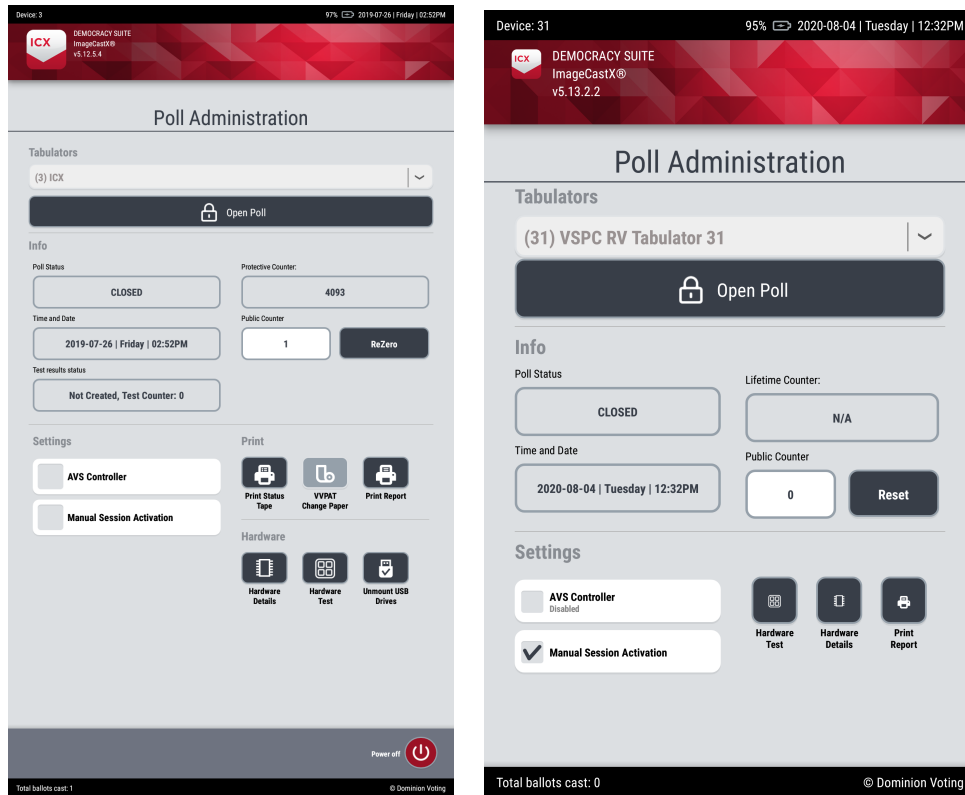 Device: 3
97% 2019-07-26 | Friday | 02:52PM
ICX
DEMOCRACY SUITE
ImageCastX®
v5.12.5.4
Poll Administration
Tabulators
(3) ICX
Open Poll
Info
Poll Status
Protective Counter:
CLOSED
4093
Time and Date
Public Counter
2019-07-26 | Friday | 02:52PM
1
ReZero
Test results status
Not Created, Test Counter: 0
Settings
Print
AVS Controller
Manual Session Activation
Print Status
Tape
VVPAT
Change Paper
Print Report
Hardware
Hardware
Details
Hardware
Test
Unmount USB
Drives
Power off
Total ballots cast: 1
© Dominion Voting
Device: 31
95% 2020-08-04 | Tuesday | 12:32PM
ICX
DEMOCRACY SUITE
ImageCastX®
v5.13.2.2
Poll Administration
Tabulators
(31) VSPC RV Tabulator 31
Open Poll
Info
Poll Status
Lifetime Counter:
CLOSED
N/A
Time and Date
Public Counter
2020-08-04 | Tuesday | 12:32PM
0
Reset
Settings
AVS Controller
Disabled
Manual Session Activation
Hardware
Test
Hardware
Details
Print
Report
Total ballots cast: 0
© Dominion Voting